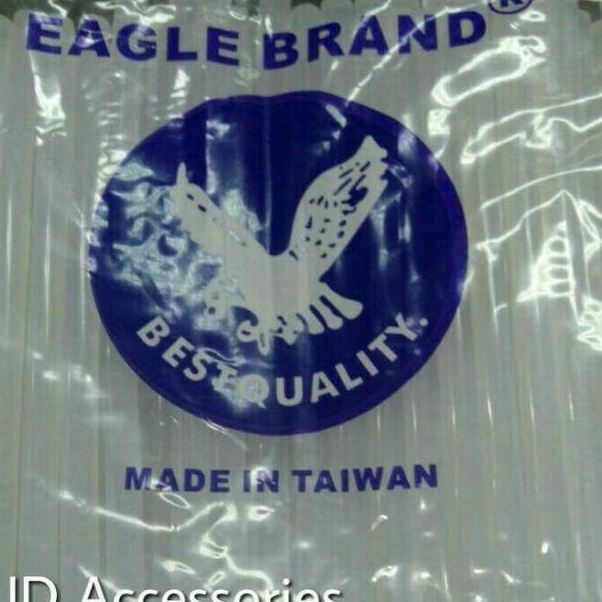 EAGLE BRAND®
BEST QUALITY.
MADE IN TAIWAN
JD Accessories